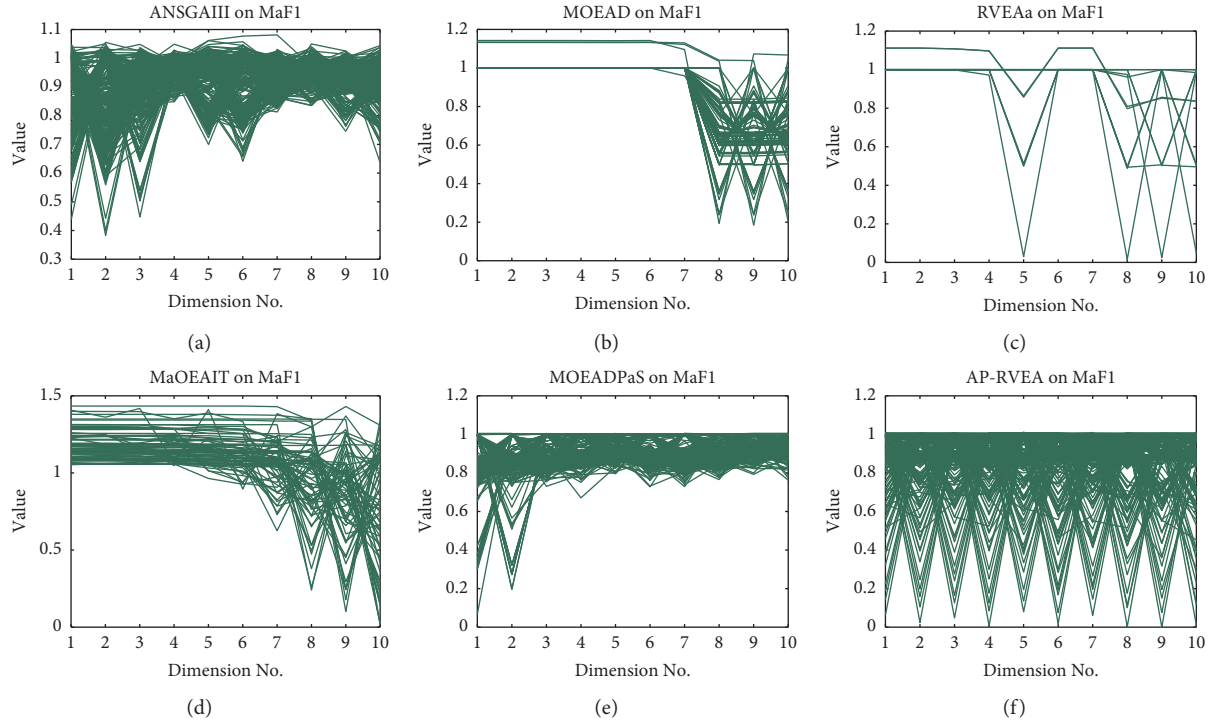 ANSGAIII on MaF1
1.1
1
0.9
0.8
0.7
0.6
0.5
0.4
0.3
Value
1 2 3 4 5 6 7 8 9 10
Dimension No.
(a)
MOEAD on MaF1
1.2
1
0.8
0.6
0.4
0.2
0
Value
1 2 3 4 5 6 7 8 9 10
Dimension No.
(b)
RVEAa on MaF1
1.2
1
0.8
0.6
0.4
0.2
0
Value
1 2 3 4 5 6 7 8 9 10
Dimension No.
(c)
MaOEAIT on MaF1
1.5
1
0.5
0
Value
1 2 3 4 5 6 7 8 9 10
Dimension No.
(d)
MOEADPaS on MaF1
1.2
1
0.8
0.6
0.4
0.2
0
Value
1 2 3 4 5 6 7 8 9 10
Dimension No.
(e)
AP-RVEA on MaF1
1.2
1
0.8
0.6
0.4
0.2
0
Value
1 2 3 4 5 6 7 8 9 10
Dimension No.
(f)